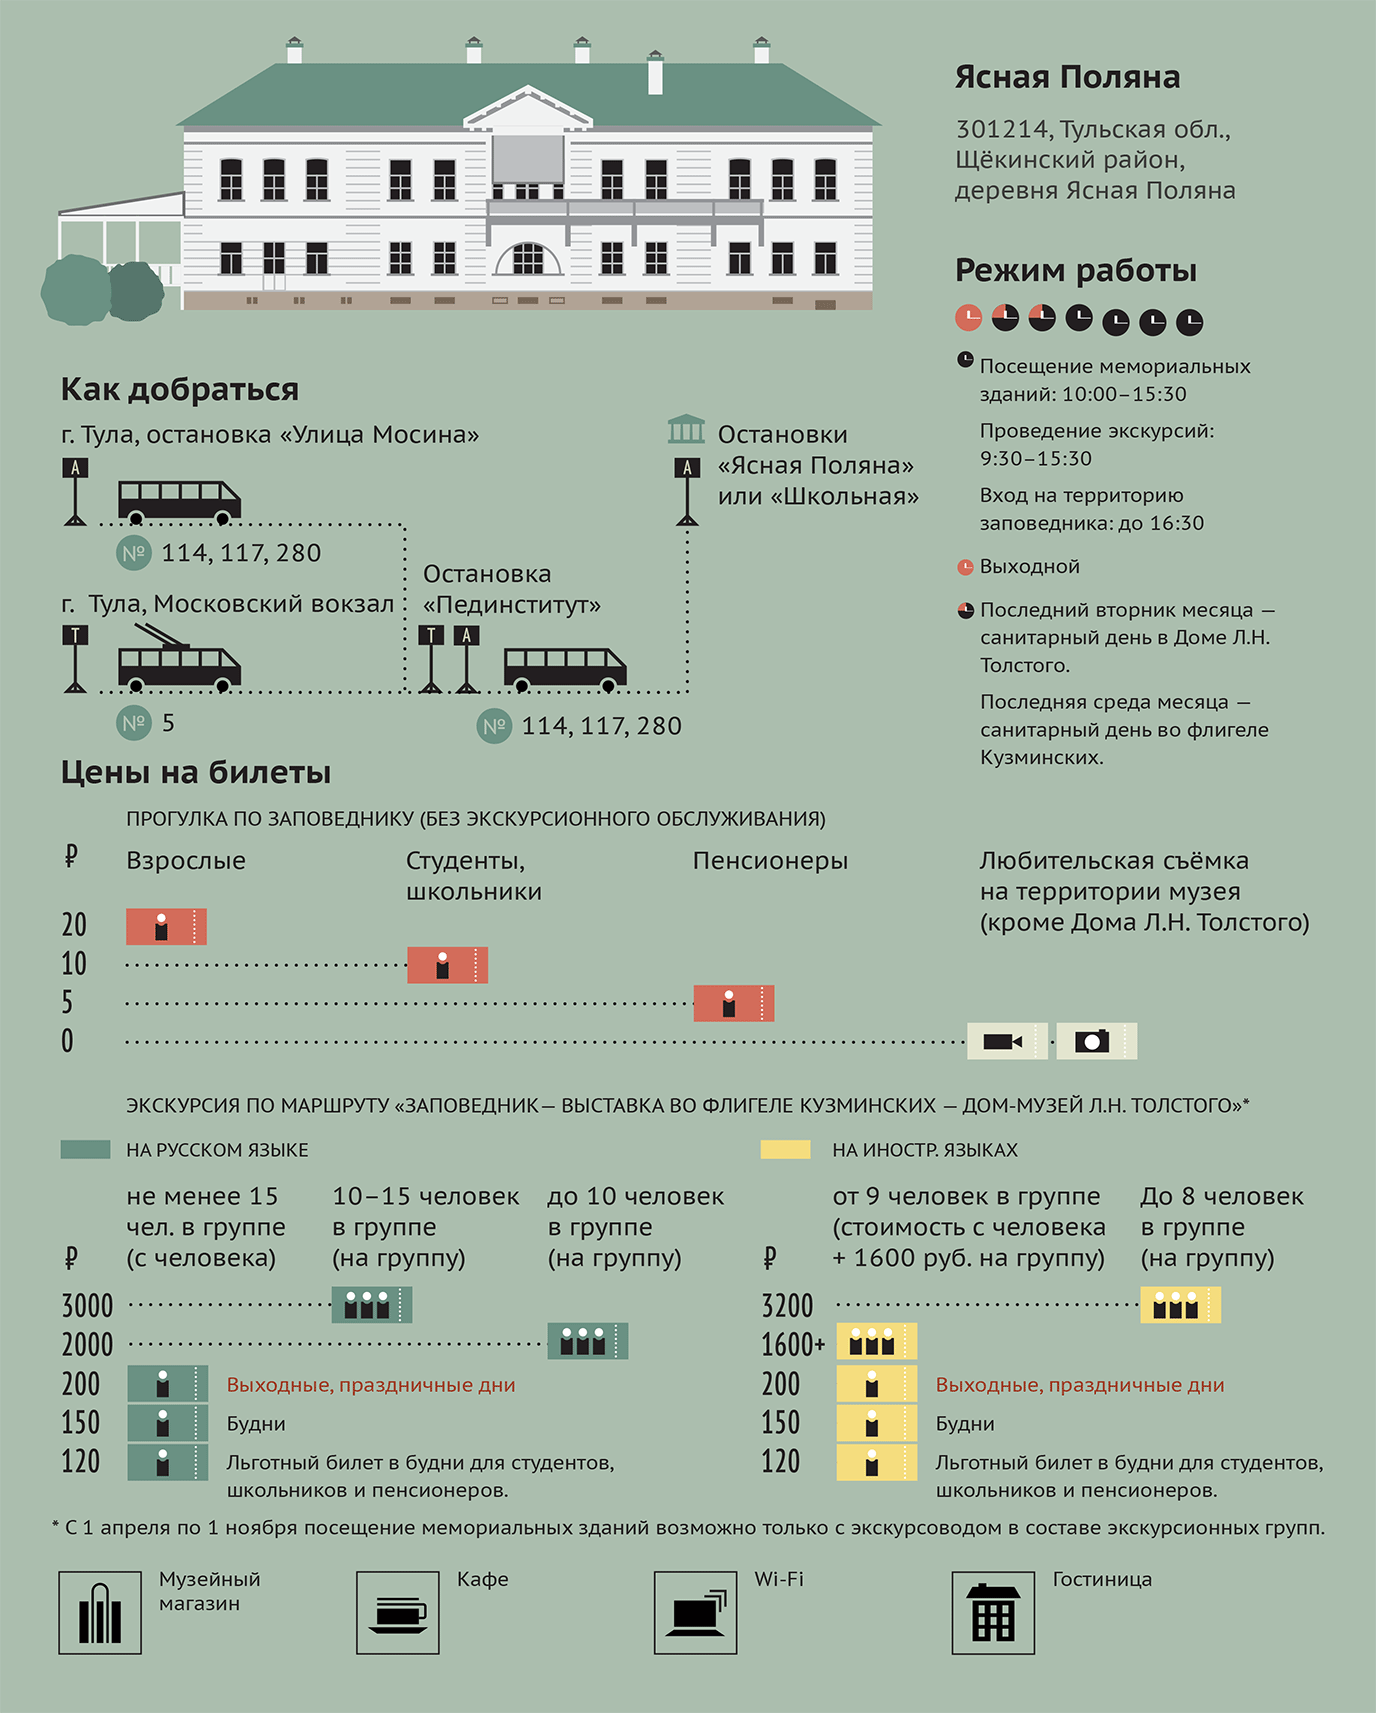 Ясная Поляна
301214, Тульская обл.,
Щёкинский район,
деревня Ясная Поляна
Режим работы
Посещение мемориальных
зданий: 10:00–15:30
Проведение экскурсий:
9:30–15:30
Вход на территорию
заповедника: до 16:30
Выходной
Последний вторник месяца —
санитарный день в Доме Л.Н.
Толстого.
Последняя среда месяца —
санитарный день во флигеле
Кузминских.
Как добраться
г. Тула, остановка «Улица Мосина»
А
№ 114, 117, 280
г. Тула, Московский вокзал
Т
№ 5
Остановка
«Пединститут»
Т А
№ 114, 117, 280
Остановки
«Ясная Поляна»
или «Школьная»
А
Цены на билеты
ПРОГУЛКА ПО ЗАПОВЕДНИКУ (БЕЗ ЭКСКУРСИОННОГО ОБСЛУЖИВАНИЯ)
₽
Взрослые
Студенты,
школьники
Пенсионеры
Любительская съёмка
на территории музея
(кроме Дома Л.Н. Толстого)
20
10
5
0
ЭКСКУРСИЯ ПО МАРШРУТУ «ЗАПОВЕДНИК— ВЫСТАВКА ВО ФЛИГЕЛЕ КУЗМИНСКИХ — ДОМ-МУЗЕЙ Л.Н. ТОЛСТОГО»*
НА РУССКОМ ЯЗЫКЕ
₽
не менее 15
чел. в группе
(с человека)
10–15 человек
в группе
(на группу)
до 10 человек
в группе
(на группу)
3000
2000
200 Выходные, праздничные дни
150 Будни
120 Льготный билет в будни для студентов,
школьников и пенсионеров.
НА ИНОСТР. ЯЗЫКАХ
₽
от 9 человек в группе
(стоимость с человека
+ 1600 руб. на группу)
До 8 человек
в группе
(на группу)
3200
1600+
200 Выходные, праздничные дни
150 Будни
120 Льготный билет в будни для студентов,
школьников и пенсионеров.
* С 1 апреля по 1 ноября посещение мемориальных зданий возможно только с экскурсоводом в составе экскурсионных групп.
Музейный
магазин
Кафе
Wi-Fi
Гостиница